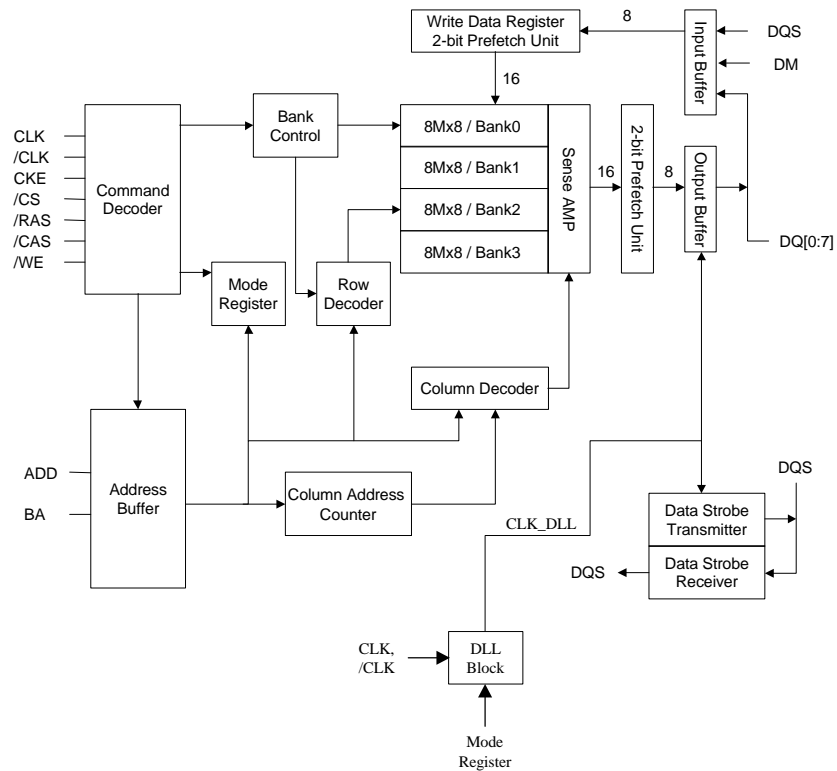 Write Data Register
2-bit Prefetch Unit
8
Input Buffer
DQS
DM
16
Bank
Control
8Mx8 / Bank0
8Mx8 / Bank1
8Mx8 / Bank2
8Mx8 / Bank3
Sense AMP
16
2-bit Prefetch Unit
8
Output Buffer
DQ[0:7]
CLK
/CLK
CKE
/CS
/RAS
/CAS
/WE
Command
Decoder
Mode
Register
Row
Decoder
Column Decoder
ADD
BA
Address
Buffer
Column Address
Counter
CLK_DLL
DQS
Data Strobe
Transmitter
Data Strobe
Receiver
DQS
CLK,
/CLK
DLL
Block
Mode
Register